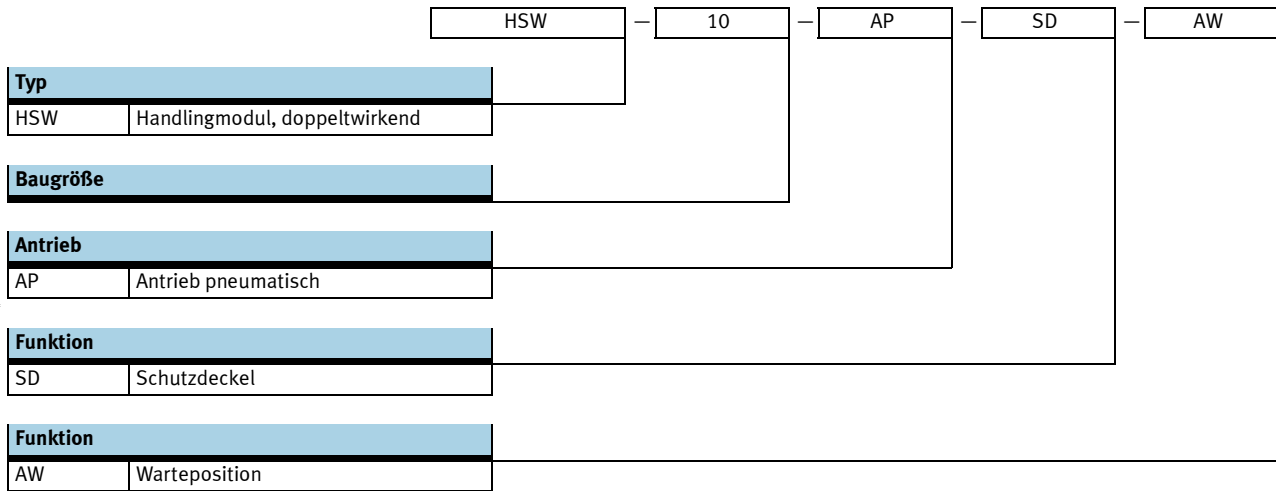 HSW — 10 — AP — SD — AW
Typ
HSW Handlingmodul, doppeltwirkend
Baugröße
Antrieb
AP Antrieb pneumatisch
Funktion
SD Schutzdeckel
Funktion
AW Warteposition